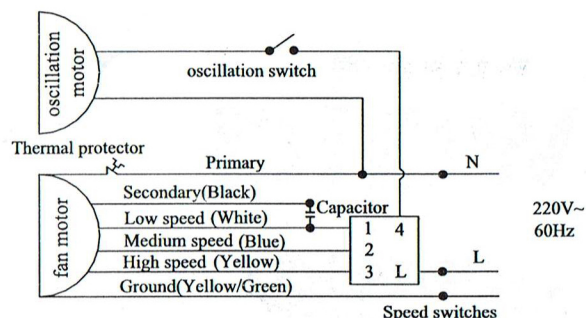 oscillation
motor
oscillation switch
Thermal protector
Primary
N
fan motor
Secondary(Black)
Capacitor
Low speed (White)
Medium speed (Blue)
High speed (Yellow)
Ground(Yellow/Green)
1 4
2
3 L
L
220V~
60Hz
Speed switches